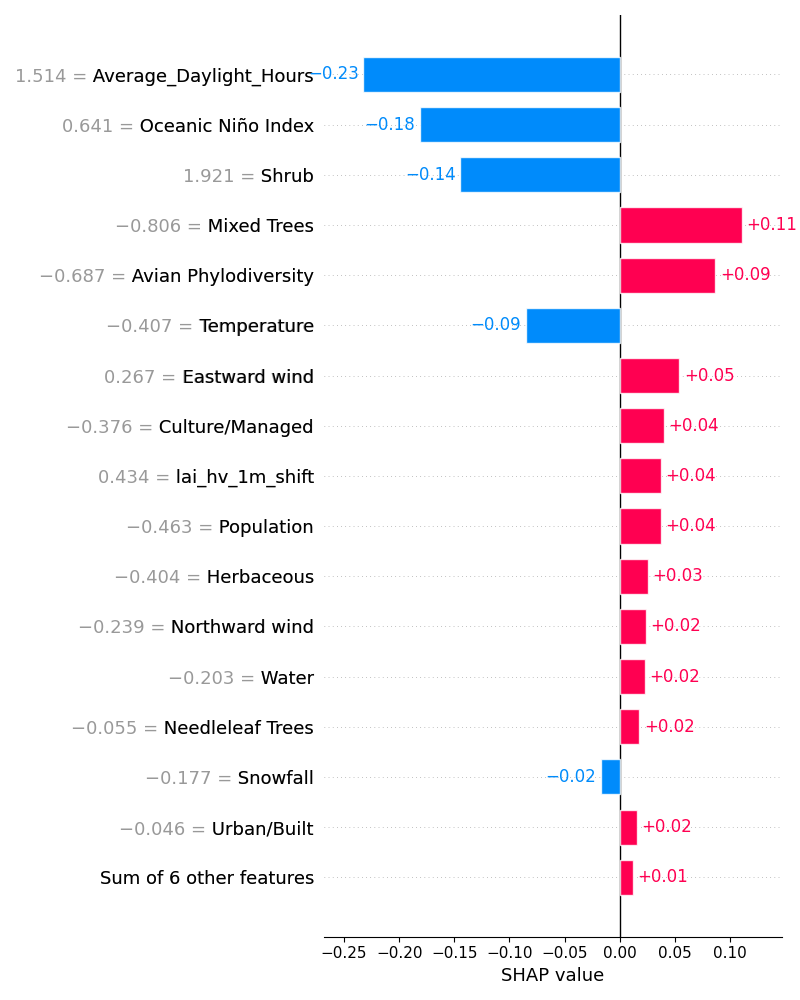 1.514 = Average_Daylight_Hours −0.23
0.641 = Oceanic Niño Index −0.18
1.921 = Shrub −0.14
−0.806 = Mixed Trees +0.11
−0.687 = Avian Phylodiversity +0.09
−0.407 = Temperature −0.09
0.267 = Eastward wind +0.05
−0.376 = Culture/Managed +0.04
0.434 = lai_hv_1m_shift +0.04
−0.463 = Population +0.04
−0.404 = Herbaceous +0.03
−0.239 = Northward wind +0.02
−0.203 = Water +0.02
−0.055 = Needleleaf Trees +0.02
−0.177 = Snowfall −0.02
−0.046 = Urban/Built +0.02
Sum of 6 other features +0.01
−0.25 −0.20 −0.15 −0.10 −0.05 0.00 0.05 0.10
SHAP value